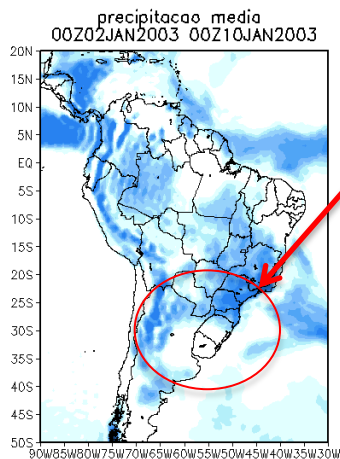 precipitacao media
00Z02JAN2003 00Z10JAN2003
20N
15N
10N
5N
EQ
5S
10S
15S
20S
25S
30S
35S
40S
45S
50S
90W85W80W75W70W65W60W55W50W45W40W35W30W